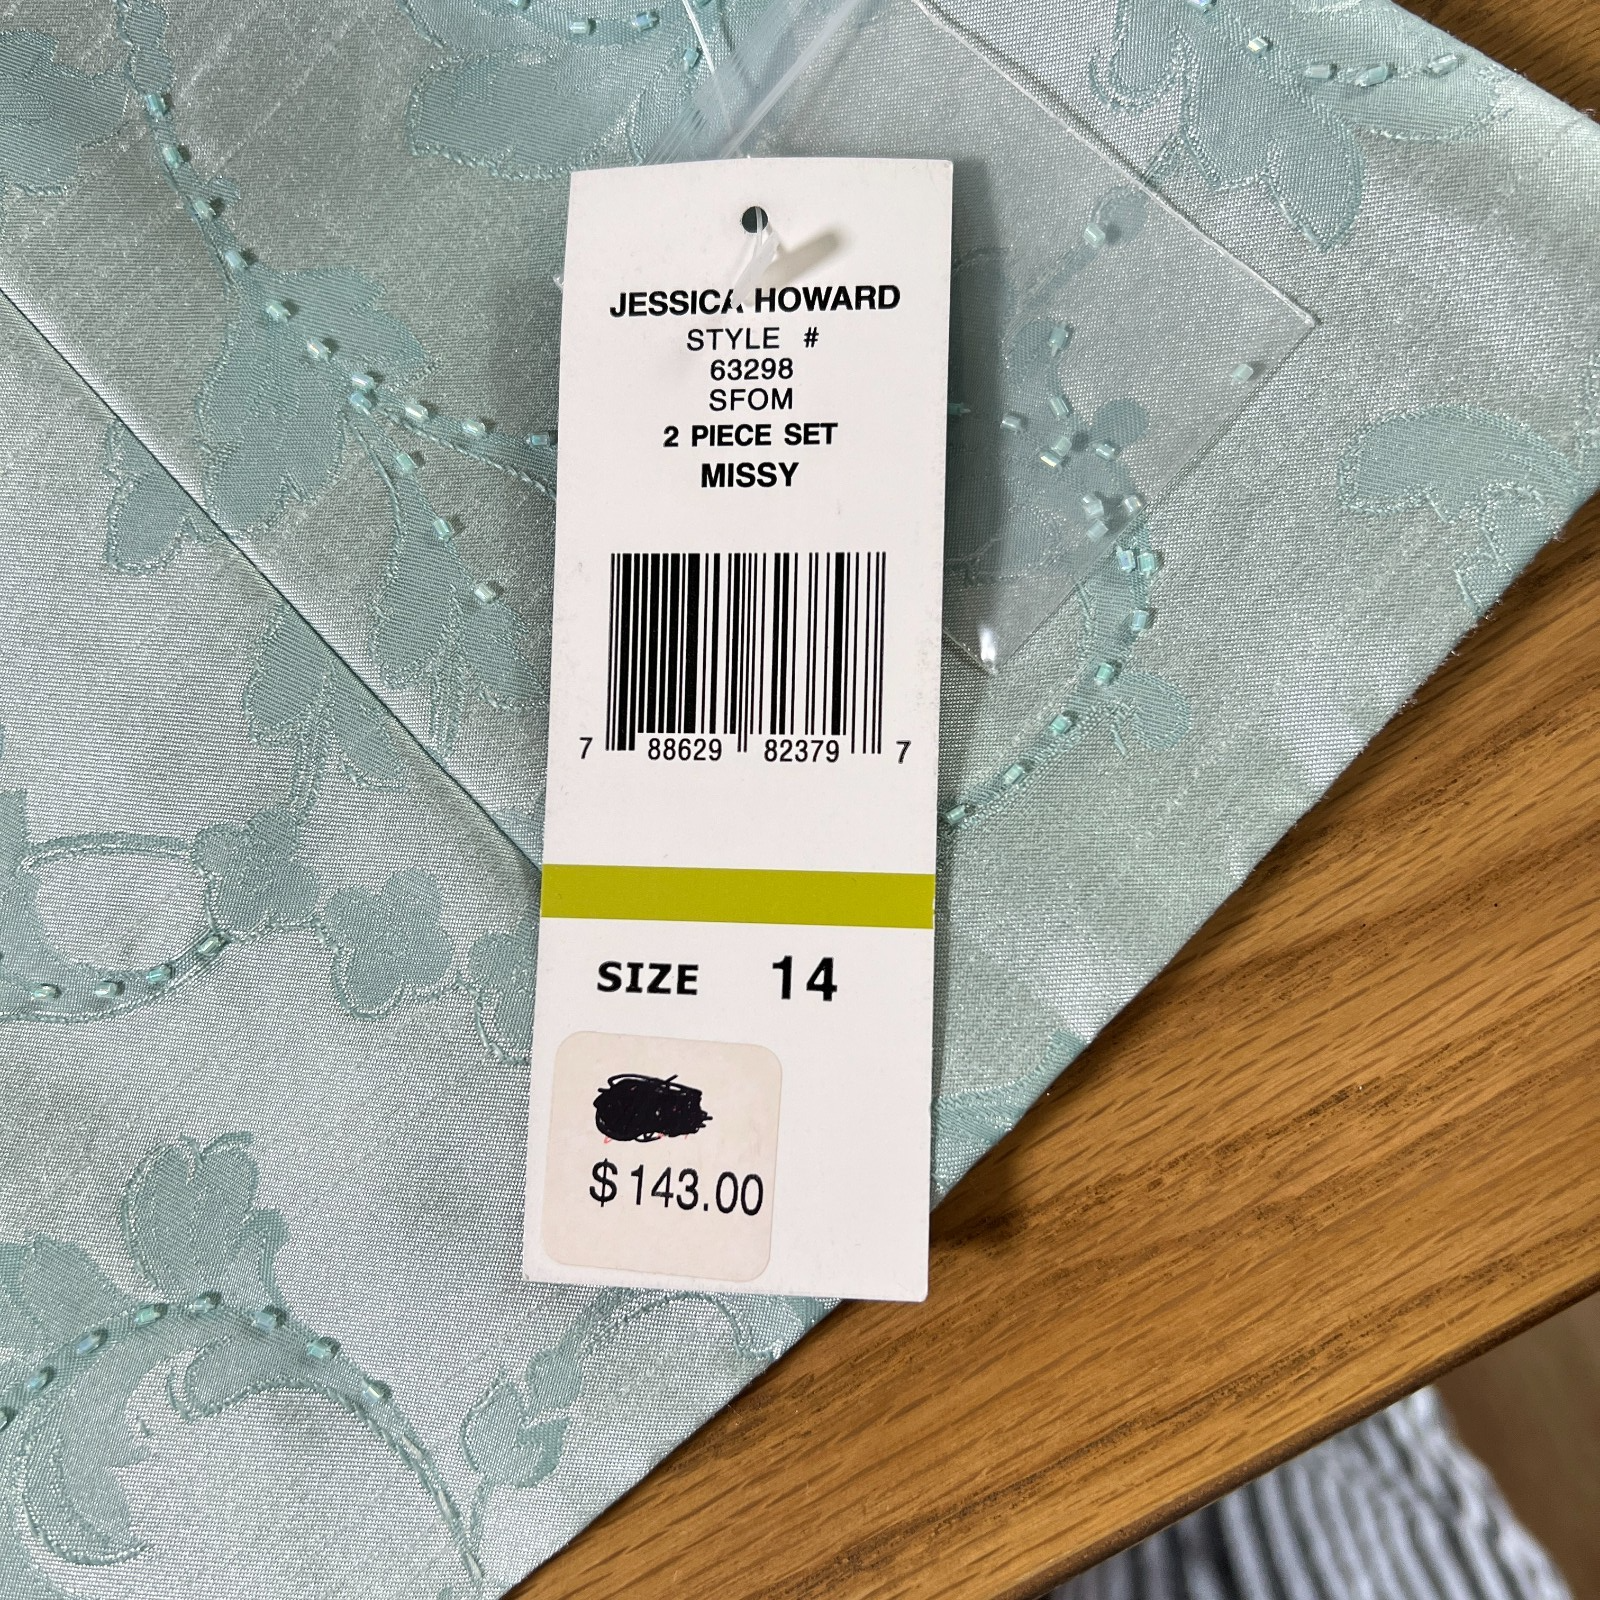 JESSICA HOWARD
STYLE #
63298
SFOM
2 PIECE SET
MISSY
7 88629 82379 7
SIZE 14
$143.00